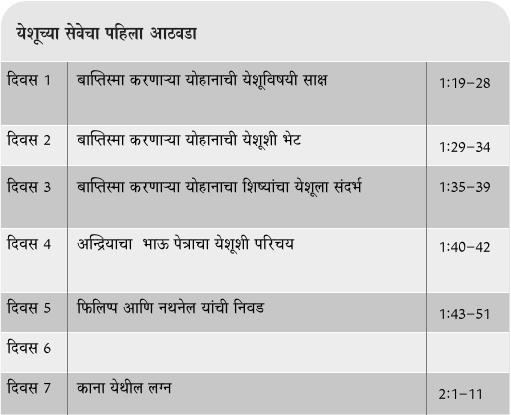 येशूच्या सेवेचा पहिला आठवडा
दिवस 1 बाप्तिस्मा करणाऱ्या योहानाची येशूविषयी साक्ष 1:19–28
दिवस 2 बाप्तिस्मा करणाऱ्या योहानाची येशूशी भेट 1:29–34
दिवस 3 बाप्तिस्मा करणाऱ्या योहानाचा शिष्यांचा येशूला संदर्भ 1:35–39
दिवस 4 अन्द्रियाचा भाऊ पेत्राचा येशूशी परिचय 1:40–42
दिवस 5 फिलिप्प आणि नथनेल यांची निवड 1:43–51
दिवस 6
दिवस 7 काना येथील लग्न 2:1–11